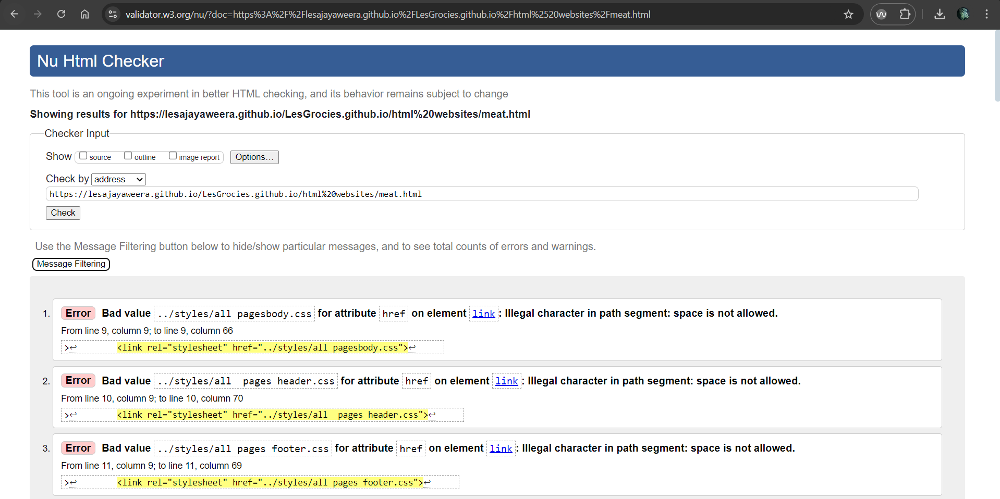 validator.w3.org/nu/?doc=https%3A%2F%2Flesajayaweera.github.io%2FLesGrocies.github.io%2Fhtml%2520websites%2Fmeat.html
Nu Html Checker
This tool is an ongoing experiment in better HTML checking, and its behavior remains subject to change
Showing results for https://lesajayaweera.github.io/LesGrocies.github.io/html%20websites/meat.html
Checker Input
Show source outline image report Options…
Check by address
https://lesajayaweera.github.io/LesGrocies.github.io/html%20websites/meat.html
Check
Use the Message Filtering button below to hide/show particular messages, and to see total counts of errors and warnings.
Message Filtering
1. Error Bad value ../styles/all pagesbody.css for attribute href on element link: Illegal character in path segment: space is not allowed.
From line 9, column 9; to line 9, column 66
>↩ <link rel="stylesheet" href="../styles/all pagesbody.css">↩
2. Error Bad value ../styles/all  pages header.css for attribute href on element link: Illegal character in path segment: space is not allowed.
From line 10, column 9; to line 10, column 70
>↩ <link rel="stylesheet" href="../styles/all  pages header.css">↩
3. Error Bad value ../styles/all pages footer.css for attribute href on element link: Illegal character in path segment: space is not allowed.
From line 11, column 9; to line 11, column 69
>↩ <link rel="stylesheet" href="../styles/all pages footer.css">↩